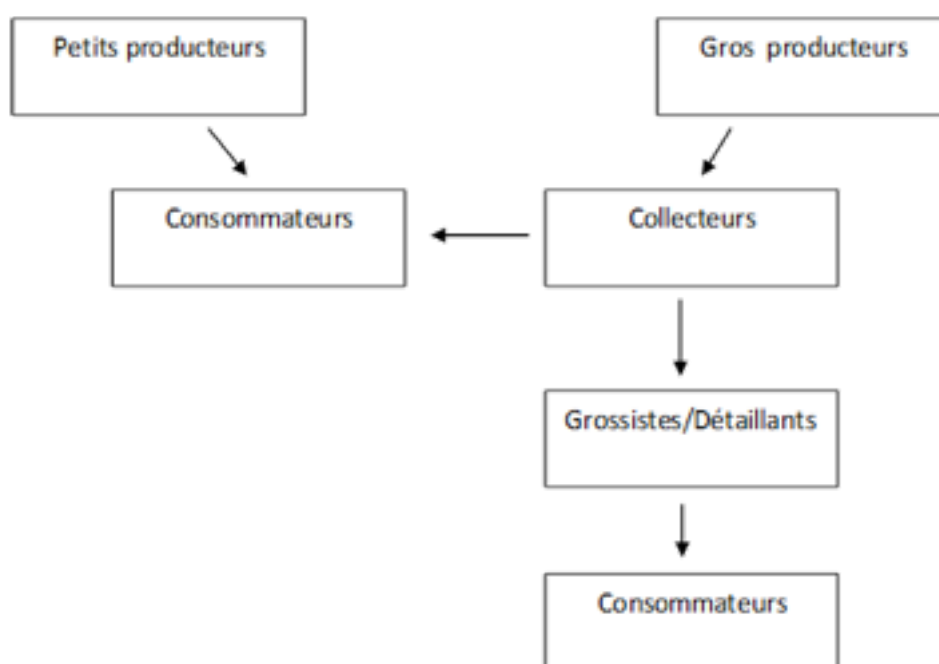 Petits producteurs
Gros producteurs
Consommateurs
Collecteurs
Grossistes/Détaillants
Consommateurs